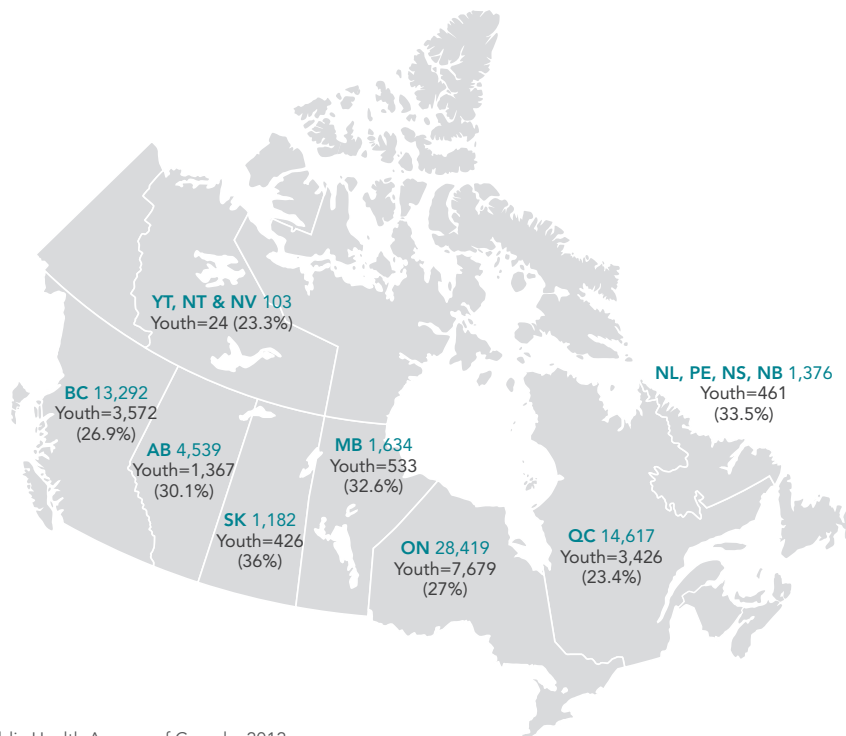 YT, NT & NV 103
Youth=24 (23.3%)
NL, PE, NS, NB 1,376
Youth=461
(33.5%)
BC 13,292
Youth=3,572
(26.9%)
AB 4,539
Youth=1,367
(30.1%)
MB 1,634
Youth=533
(32.6%)
SK 1,182
Youth=426
(36%)
ON 28,419
Youth=7,679
(27%)
QC 14,617
Youth=3,426
(23.4%)